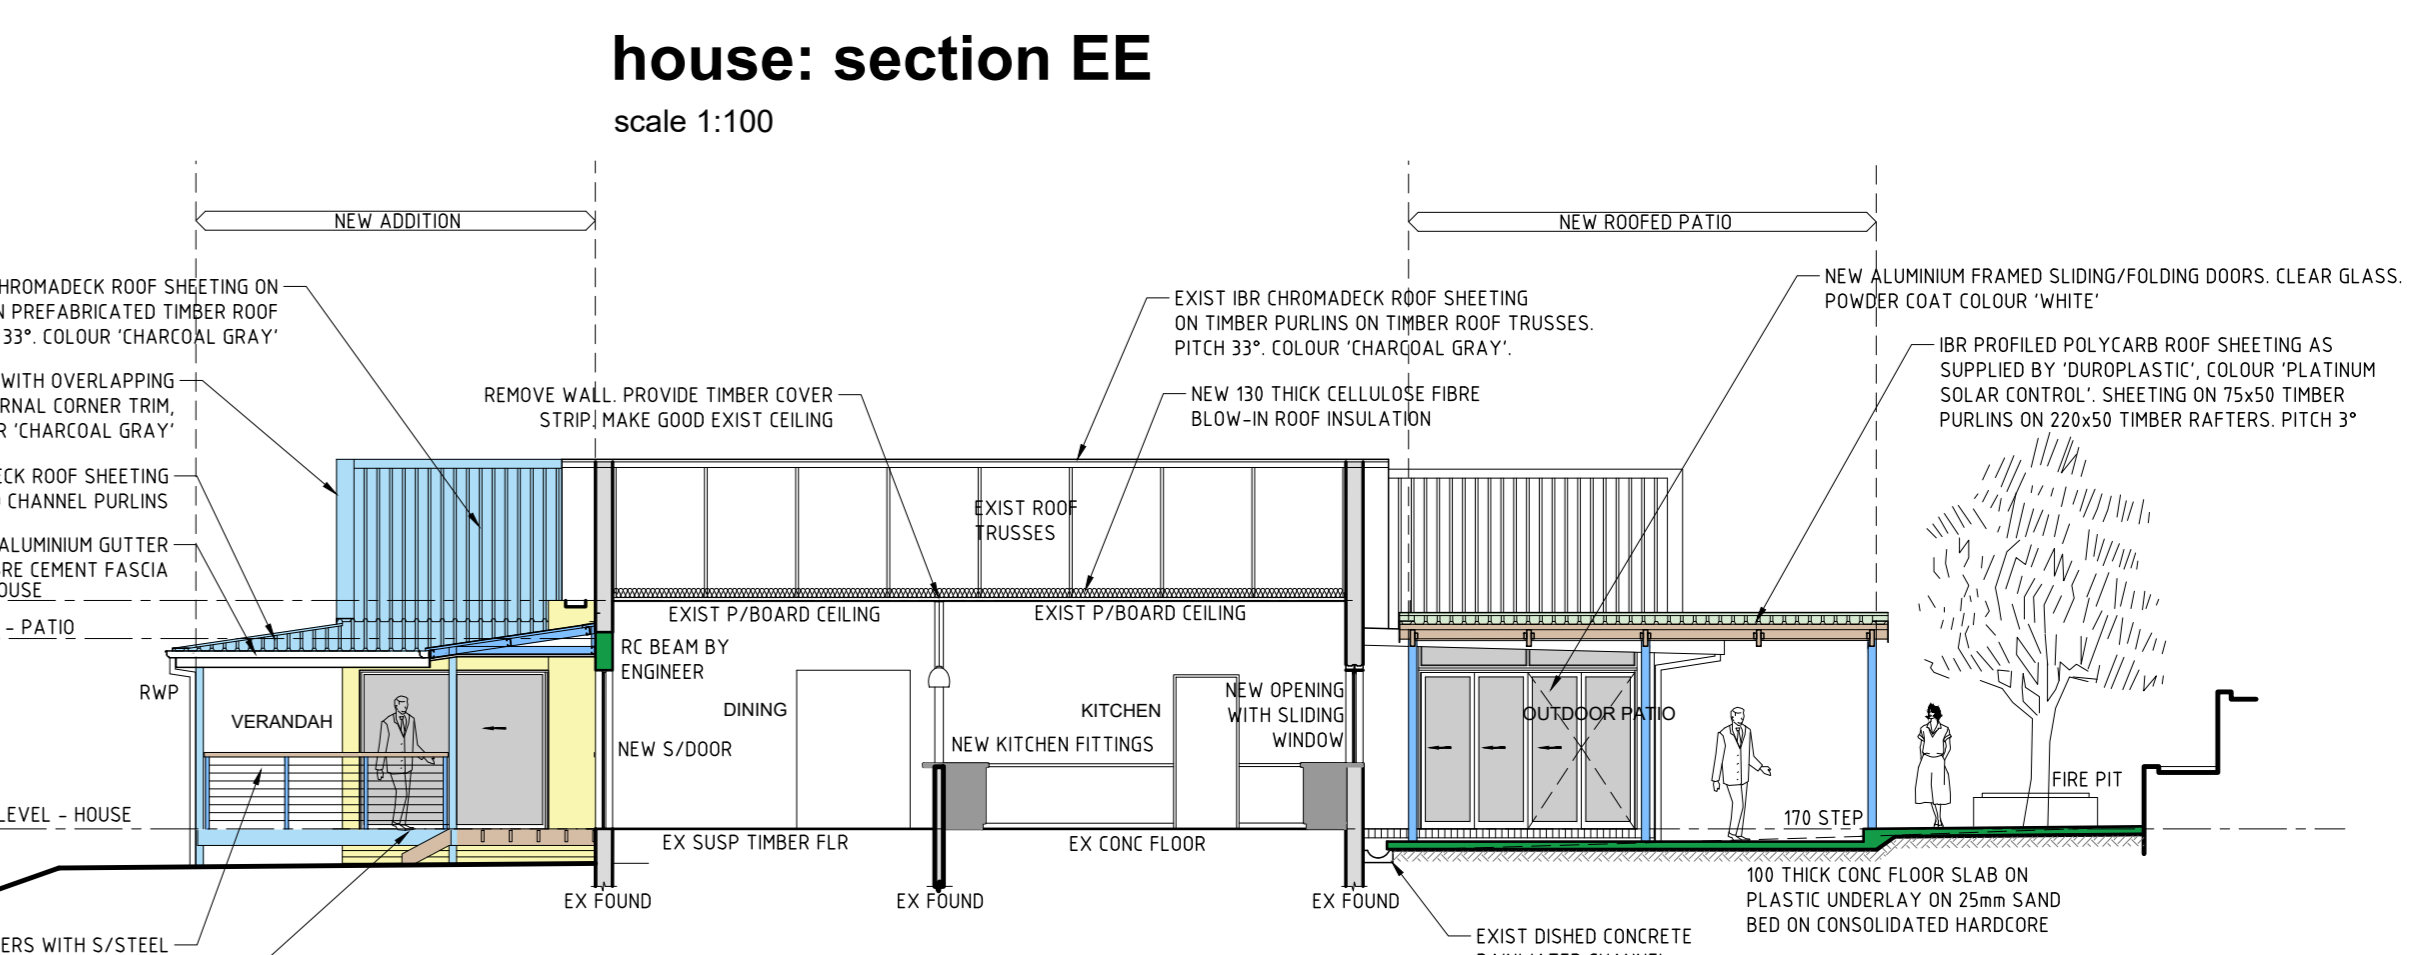 house: section EE
scale 1:100
NEW ADDITION
NEW ROOFED PATIO
CHROMADECK ROOF SHEETING ON
PREFABRICATED TIMBER ROOF
33°. COLOUR 'CHARCOAL GRAY'
WITH OVERLAPPING
CORNER TRIM,
'CHARCOAL GRAY'
ROOF SHEETING
CHANNEL PURLINS
ALUMINIUM GUTTER
CEMENT FASCIA
- PATIO
RWP
VERANDAH
LEVEL - HOUSE
WITH S/STEEL
REMOVE WALL. PROVIDE TIMBER COVER
STRIP. MAKE GOOD EXIST CEILING
EXIST IBR CHROMADECK ROOF SHEETING
ON TIMBER PURLINS ON TIMBER ROOF TRUSSES.
PITCH 33°. COLOUR 'CHARCOAL GRAY'.
NEW 130 THICK CELLULOSE FIBRE
BLOW-IN ROOF INSULATION
EXIST ROOF
TRUSSES
EXIST P/BOARD CEILING
EXIST P/BOARD CEILING
RC BEAM BY
ENGINEER
DINING
KITCHEN
NEW S/DOOR
NEW KITCHEN FITTINGS
NEW OPENING
WITH SLIDING
WINDOW
EX SUSP TIMBER FLR
EX CONC FLOOR
EX FOUND
EX FOUND
EX FOUND
NEW ALUMINIUM FRAMED SLIDING/FOLDING DOORS. CLEAR GLASS.
POWDER COAT COLOUR 'WHITE'
IBR PROFILED POLYCARB ROOF SHEETING AS
SUPPLIED BY 'DUROPLASTIC', COLOUR 'PLATINUM
SOLAR CONTROL'. SHEETING ON 75x50 TIMBER
PURLINS ON 220x50 TIMBER RAFTERS. PITCH 3°
OUTDOOR PATIO
FIRE PIT
170 STEP
100 THICK CONC FLOOR SLAB ON
PLASTIC UNDERLAY ON 25mm SAND
BED ON CONSOLIDATED HARDCORE
EXIST DISHED CONCRETE